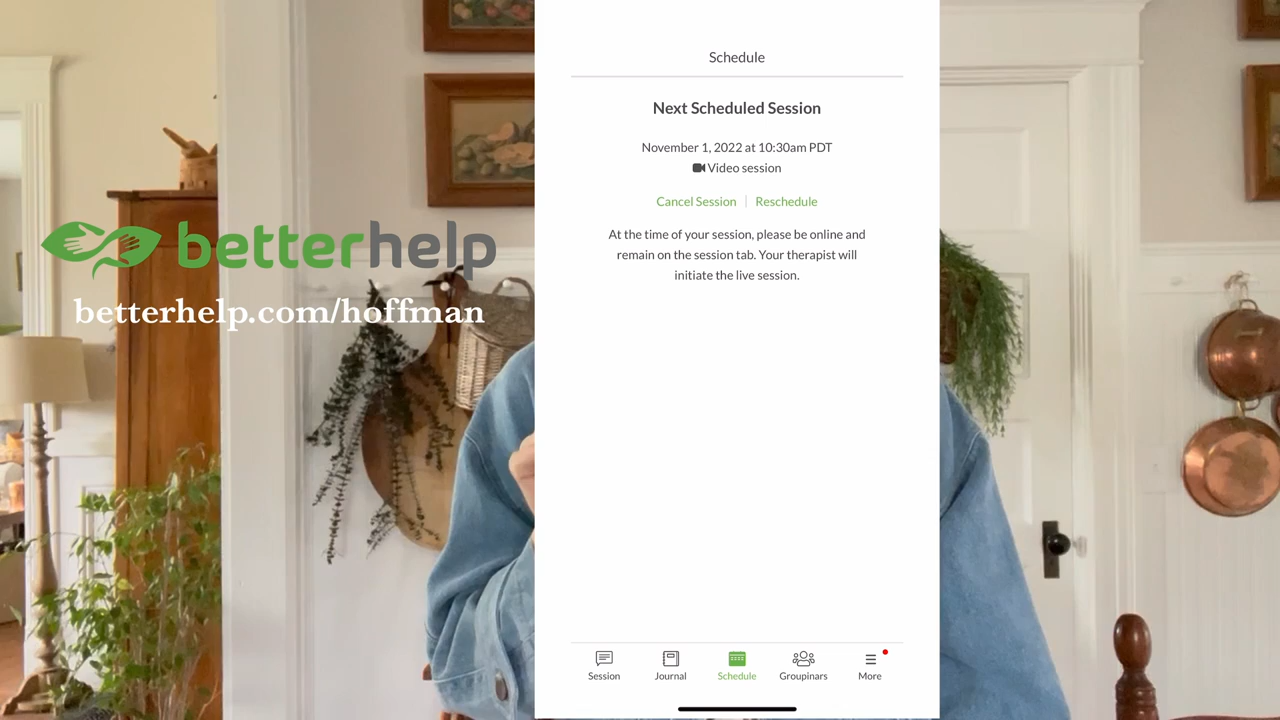 betterhelp
betterhelp.com/hoffman
Schedule
Next Scheduled Session
November 1, 2022 at 10:30am PDT
Video session
Cancel Session | Reschedule
At the time of your session, please be online and
remain on the session tab. Your therapist will
initiate the live session.
Session Journal Schedule Groupinars More